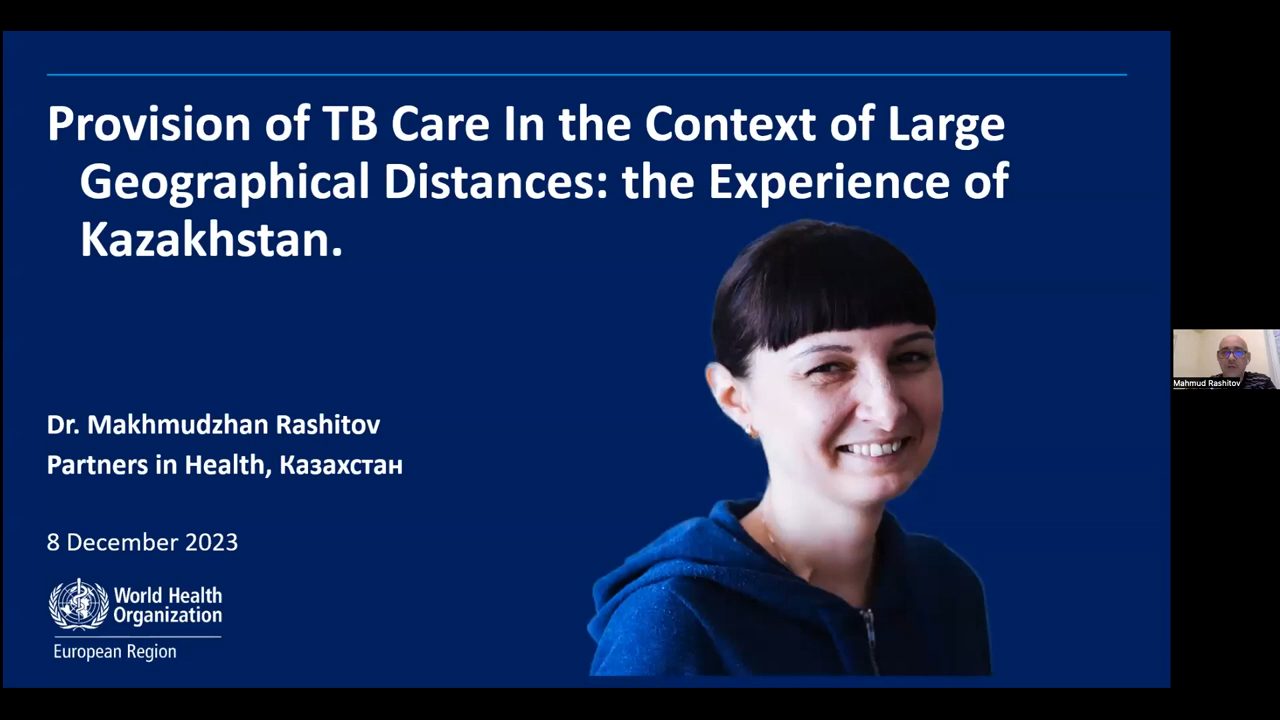 Provision of TB Care In the Context of Large
Geographical Distances: the Experience of
Kazakhstan.
Dr. Makhmudzhan Rashitov
Partners in Health, Казахстан
8 December 2023
World Health
Organization
European Region
Mahmud Rashitov